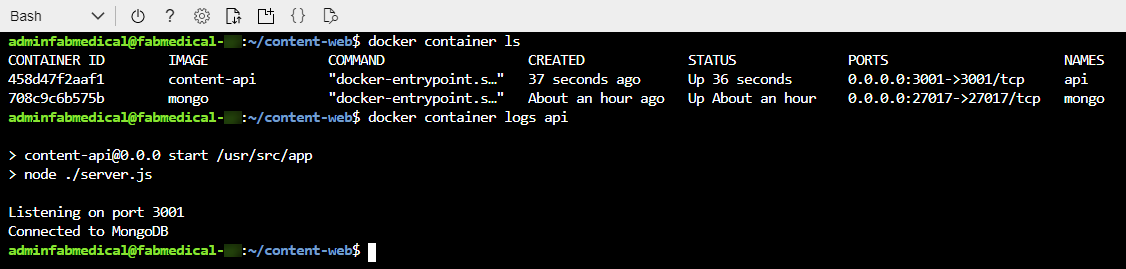 Bash
adminfabmedical@fabmedical-:~/content-web$ docker container ls
CONTAINER ID IMAGE COMMAND CREATED STATUS PORTS NAMES
458d47f2aaf1 content-api "docker-entrypoint.s…" 37 seconds ago Up 36 seconds 0.0.0.0:3001->3001/tcp api
708c9c6b575b mongo "docker-entrypoint.s…" About an hour ago Up About an hour 0.0.0.0:27017->27017/tcp mongo
adminfabmedical@fabmedical-:~/content-web$ docker container logs api
> content-api@0.0.0 start /usr/src/app
> node ./server.js
Listening on port 3001
Connected to MongoDB
adminfabmedical@fabmedical-:~/content-web$